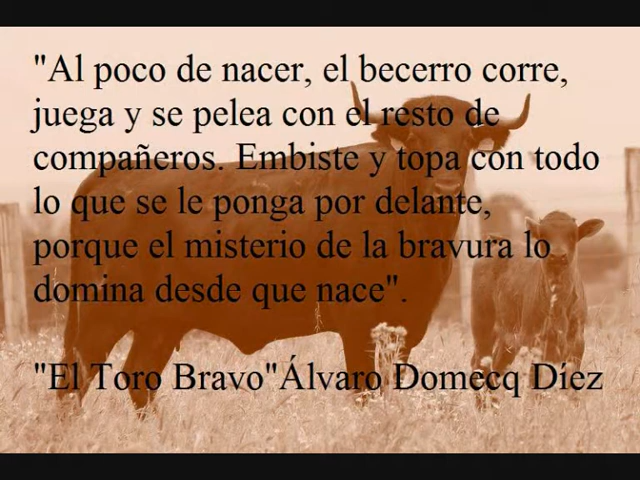 "Al poco de nacer, el becerro corre,
juega y se pelea con el resto de
compañeros. Embiste y topa con todo
lo que se le ponga por delante,
porque el misterio de la bravura lo
domina desde que nace".
"El Toro Bravo"Álvaro Domecq Díez